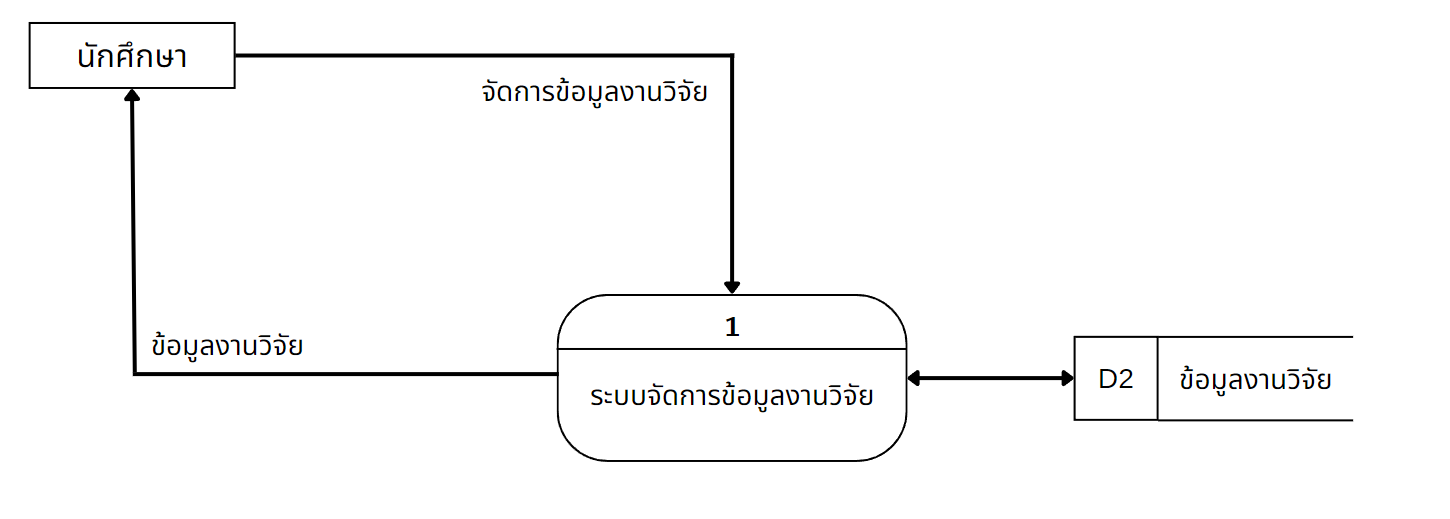 นักศึกษา
จัดการข้อมูลงานวิจัย
ข้อมูลงานวิจัย
1
ระบบจัดการข้อมูลงานวิจัย
D2
ข้อมูลงานวิจัย